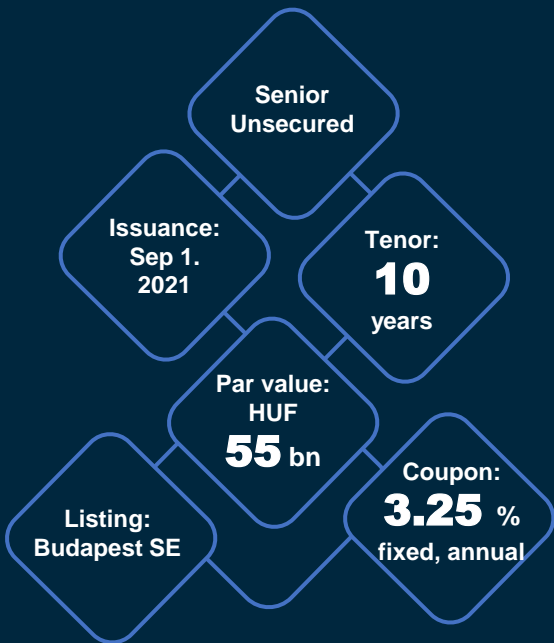 Senior
Unsecured
Issuance:
Sep 1.
2021
Tenor:
10
years
Par value:
HUF
55 bn
Coupon:
3.25 %
fixed, annual
Listing:
Budapest SE